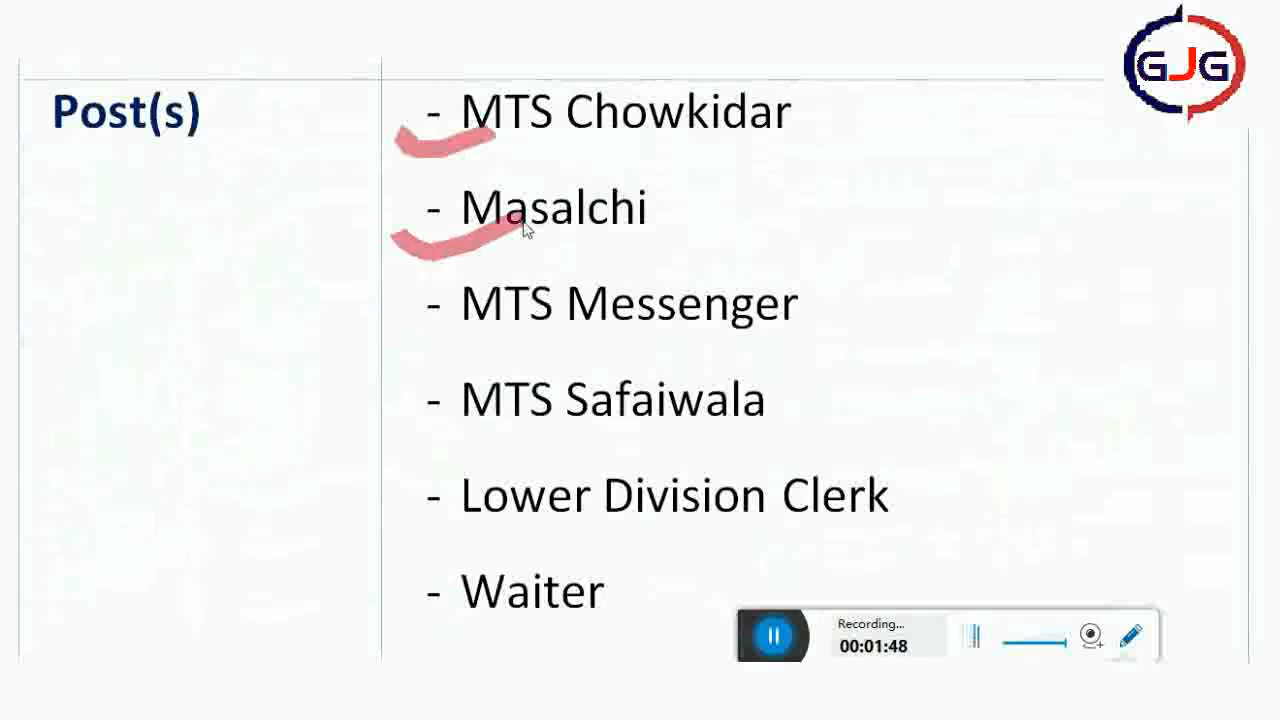 GJG
Post(s)
- MTS Chowkidar
- Masalchi
- MTS Messenger
- MTS Safaiwala
- Lower Division Clerk
- Waiter
Recording...
00:01:48